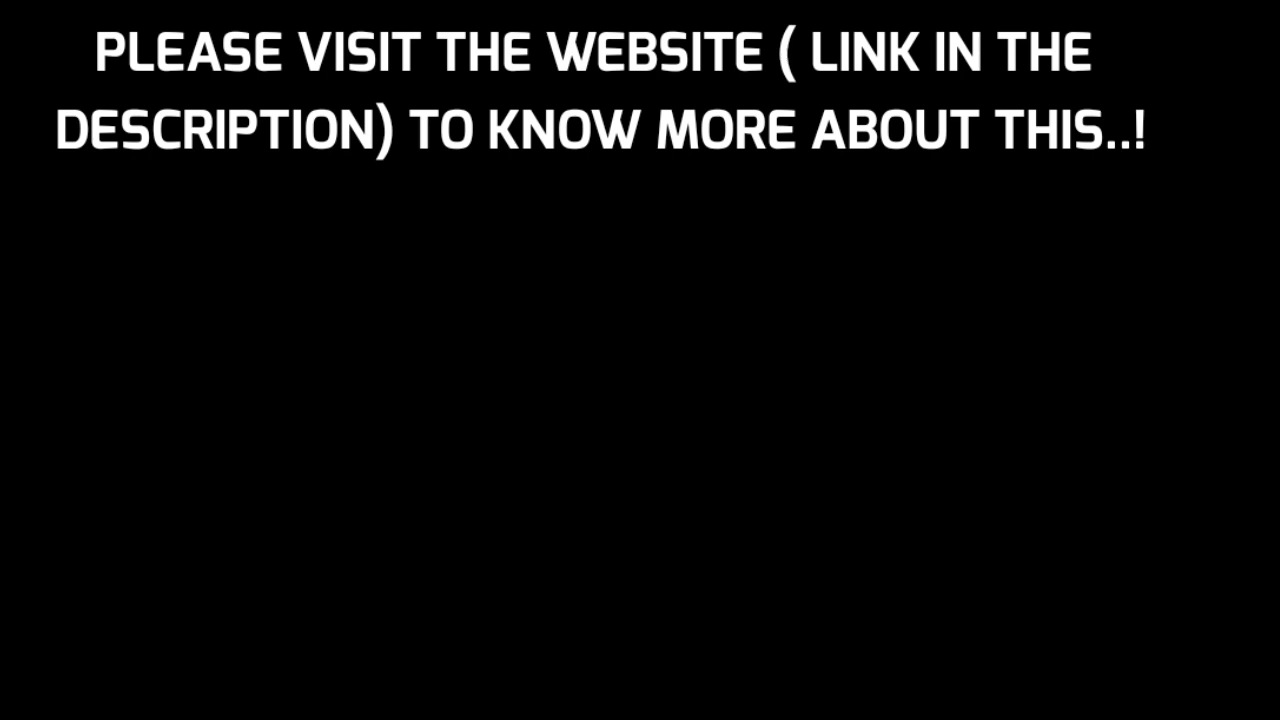 PLEASE VISIT THE WEBSITE ( LINK IN THE
DESCRIPTION) TO KNOW MORE ABOUT THIS..!